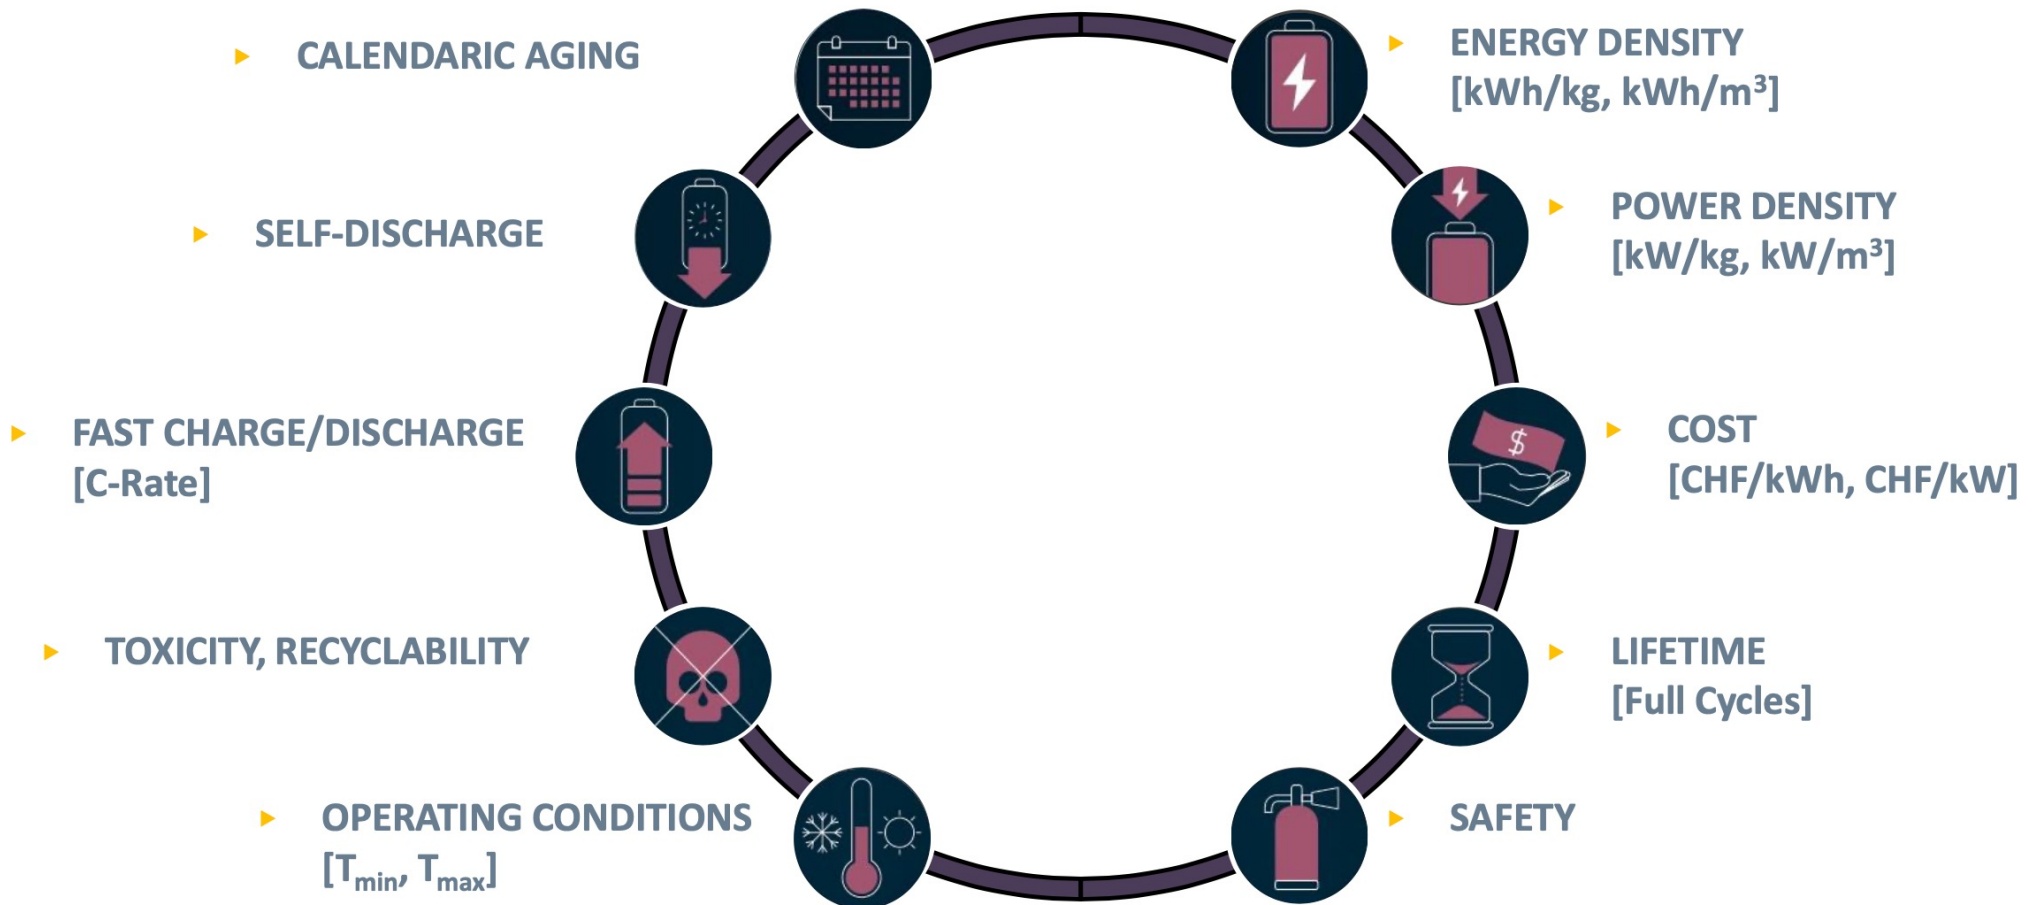 CALENDARIC AGING
ENERGY DENSITY
[kWh/kg, kWh/m³]
SELF-DISCHARGE
POWER DENSITY
[kW/kg, kW/m³]
FAST CHARGE/DISCHARGE
[C-Rate]
$
COST
[CHF/kWh, CHF/kW]
TOXICITY, RECYCLABILITY
LIFETIME
[Full Cycles]
OPERATING CONDITIONS
[Tmin, Tmax]
SAFETY